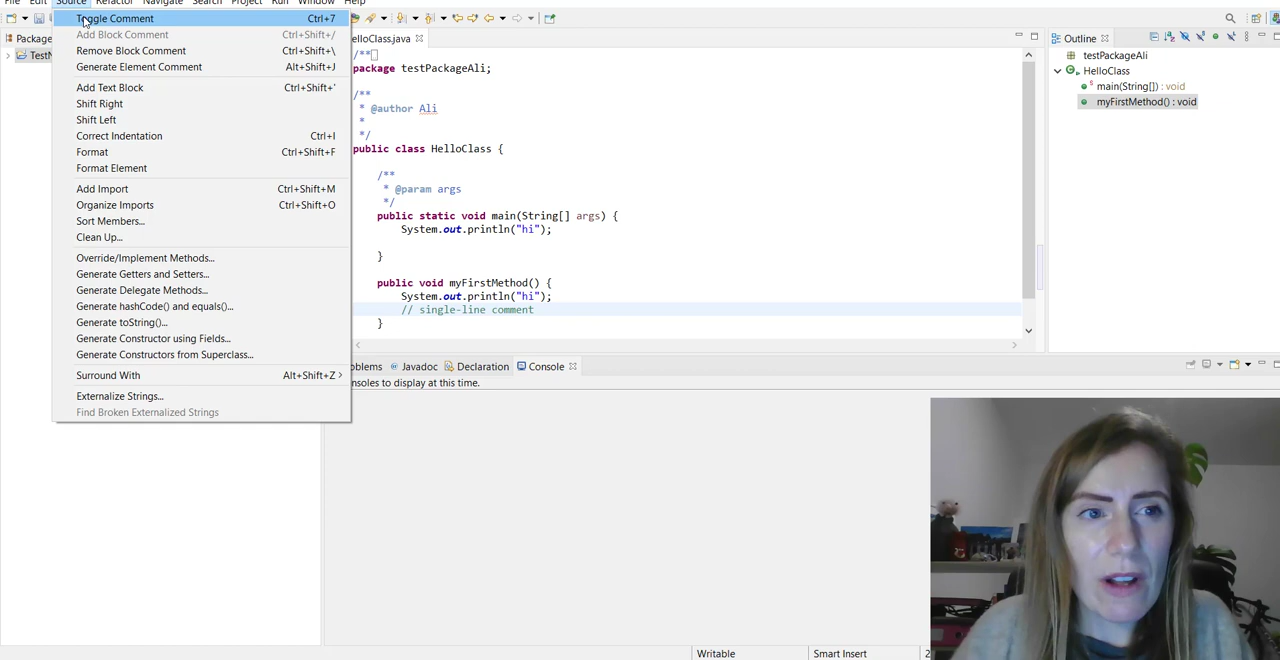 File Edit Source Refactor Navigate Search Project Run Window Help
Toggle Comment Ctrl+7
Add Block Comment Ctrl+Shift+/
Remove Block Comment Ctrl+Shift+\
Generate Element Comment Alt+Shift+J
Add Text Block Ctrl+Shift+'
Shift Right
Shift Left
Correct Indentation Ctrl+I
Format Ctrl+Shift+F
Format Element
Add Import Ctrl+Shift+M
Organize Imports Ctrl+Shift+O
Sort Members...
Clean Up...
Override/Implement Methods...
Generate Getters and Setters...
Generate Delegate Methods...
Generate hashCode() and equals()...
Generate toString()...
Generate Constructor using Fields...
Generate Constructors from Superclass...
Surround With Alt+Shift+Z
Externalize Strings...
Find Broken Externalized Strings
Package
TestN
elloClass.java
/**
package testPackageAli;
/**
* @author Ali
*
*/
public class HelloClass {
/**
* @param args
*/
public static void main(String[] args) {
System.out.println("hi");
}
public void myFirstMethod() {
System.out.println("hi");
// single-line comment
}
Outline
testPackageAli
HelloClass
main(String[]) : void
myFirstMethod() : void
oblems Javadoc Declaration Console
nsoles to display at this time.
Writable Smart Insert 2